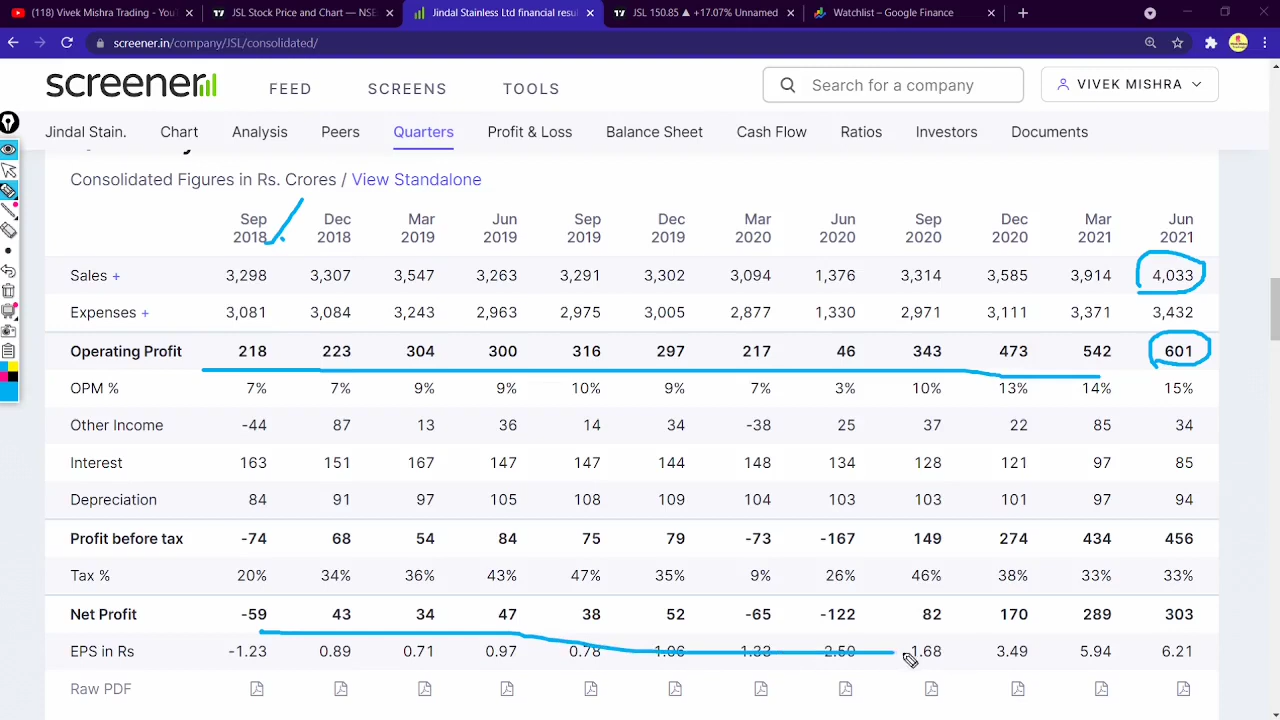 (118) Vivek Mishra Trading - You
JSL Stock Price and Chart — NSE
Jindal Stainless Ltd financial resul
JSL 150.85 ▲ +17.07% Unnamed
Watchlist – Google Finance
screener.in/company/JSL/consolidated/
screener
FEED SCREENS TOOLS
Search for a company
VIVEK MISHRA
Jindal Stain. Chart Analysis Peers Quarters Profit & Loss Balance Sheet Cash Flow Ratios Investors Documents
Consolidated Figures in Rs. Crores / View Standalone
Sep Dec Mar Jun Sep Dec Mar Jun Sep Dec Mar Jun
2018 2018 2019 2019 2019 2019 2020 2020 2020 2020 2021 2021
Sales + 3,298 3,307 3,547 3,263 3,291 3,302 3,094 1,376 3,314 3,585 3,914 4,033
Expenses + 3,081 3,084 3,243 2,963 2,975 3,005 2,877 1,330 2,971 3,111 3,371 3,432
Operating Profit 218 223 304 300 316 297 217 46 343 473 542 601
OPM % 7% 7% 9% 9% 10% 9% 7% 3% 10% 13% 14% 15%
Other Income -44 87 13 36 14 34 -38 25 37 22 85 34
Interest 163 151 167 147 147 144 148 134 128 121 97 85
Depreciation 84 91 97 105 108 109 104 103 103 101 97 94
Profit before tax -74 68 54 84 75 79 -73 -167 149 274 434 456
Tax % 20% 34% 36% 43% 47% 35% 9% 26% 46% 38% 33% 33%
Net Profit -59 43 34 47 38 52 -65 -122 82 170 289 303
EPS in Rs -1.23 0.89 0.71 0.97 0.78 1.06 1.33 2.50 1.68 3.49 5.94 6.21
Raw PDF